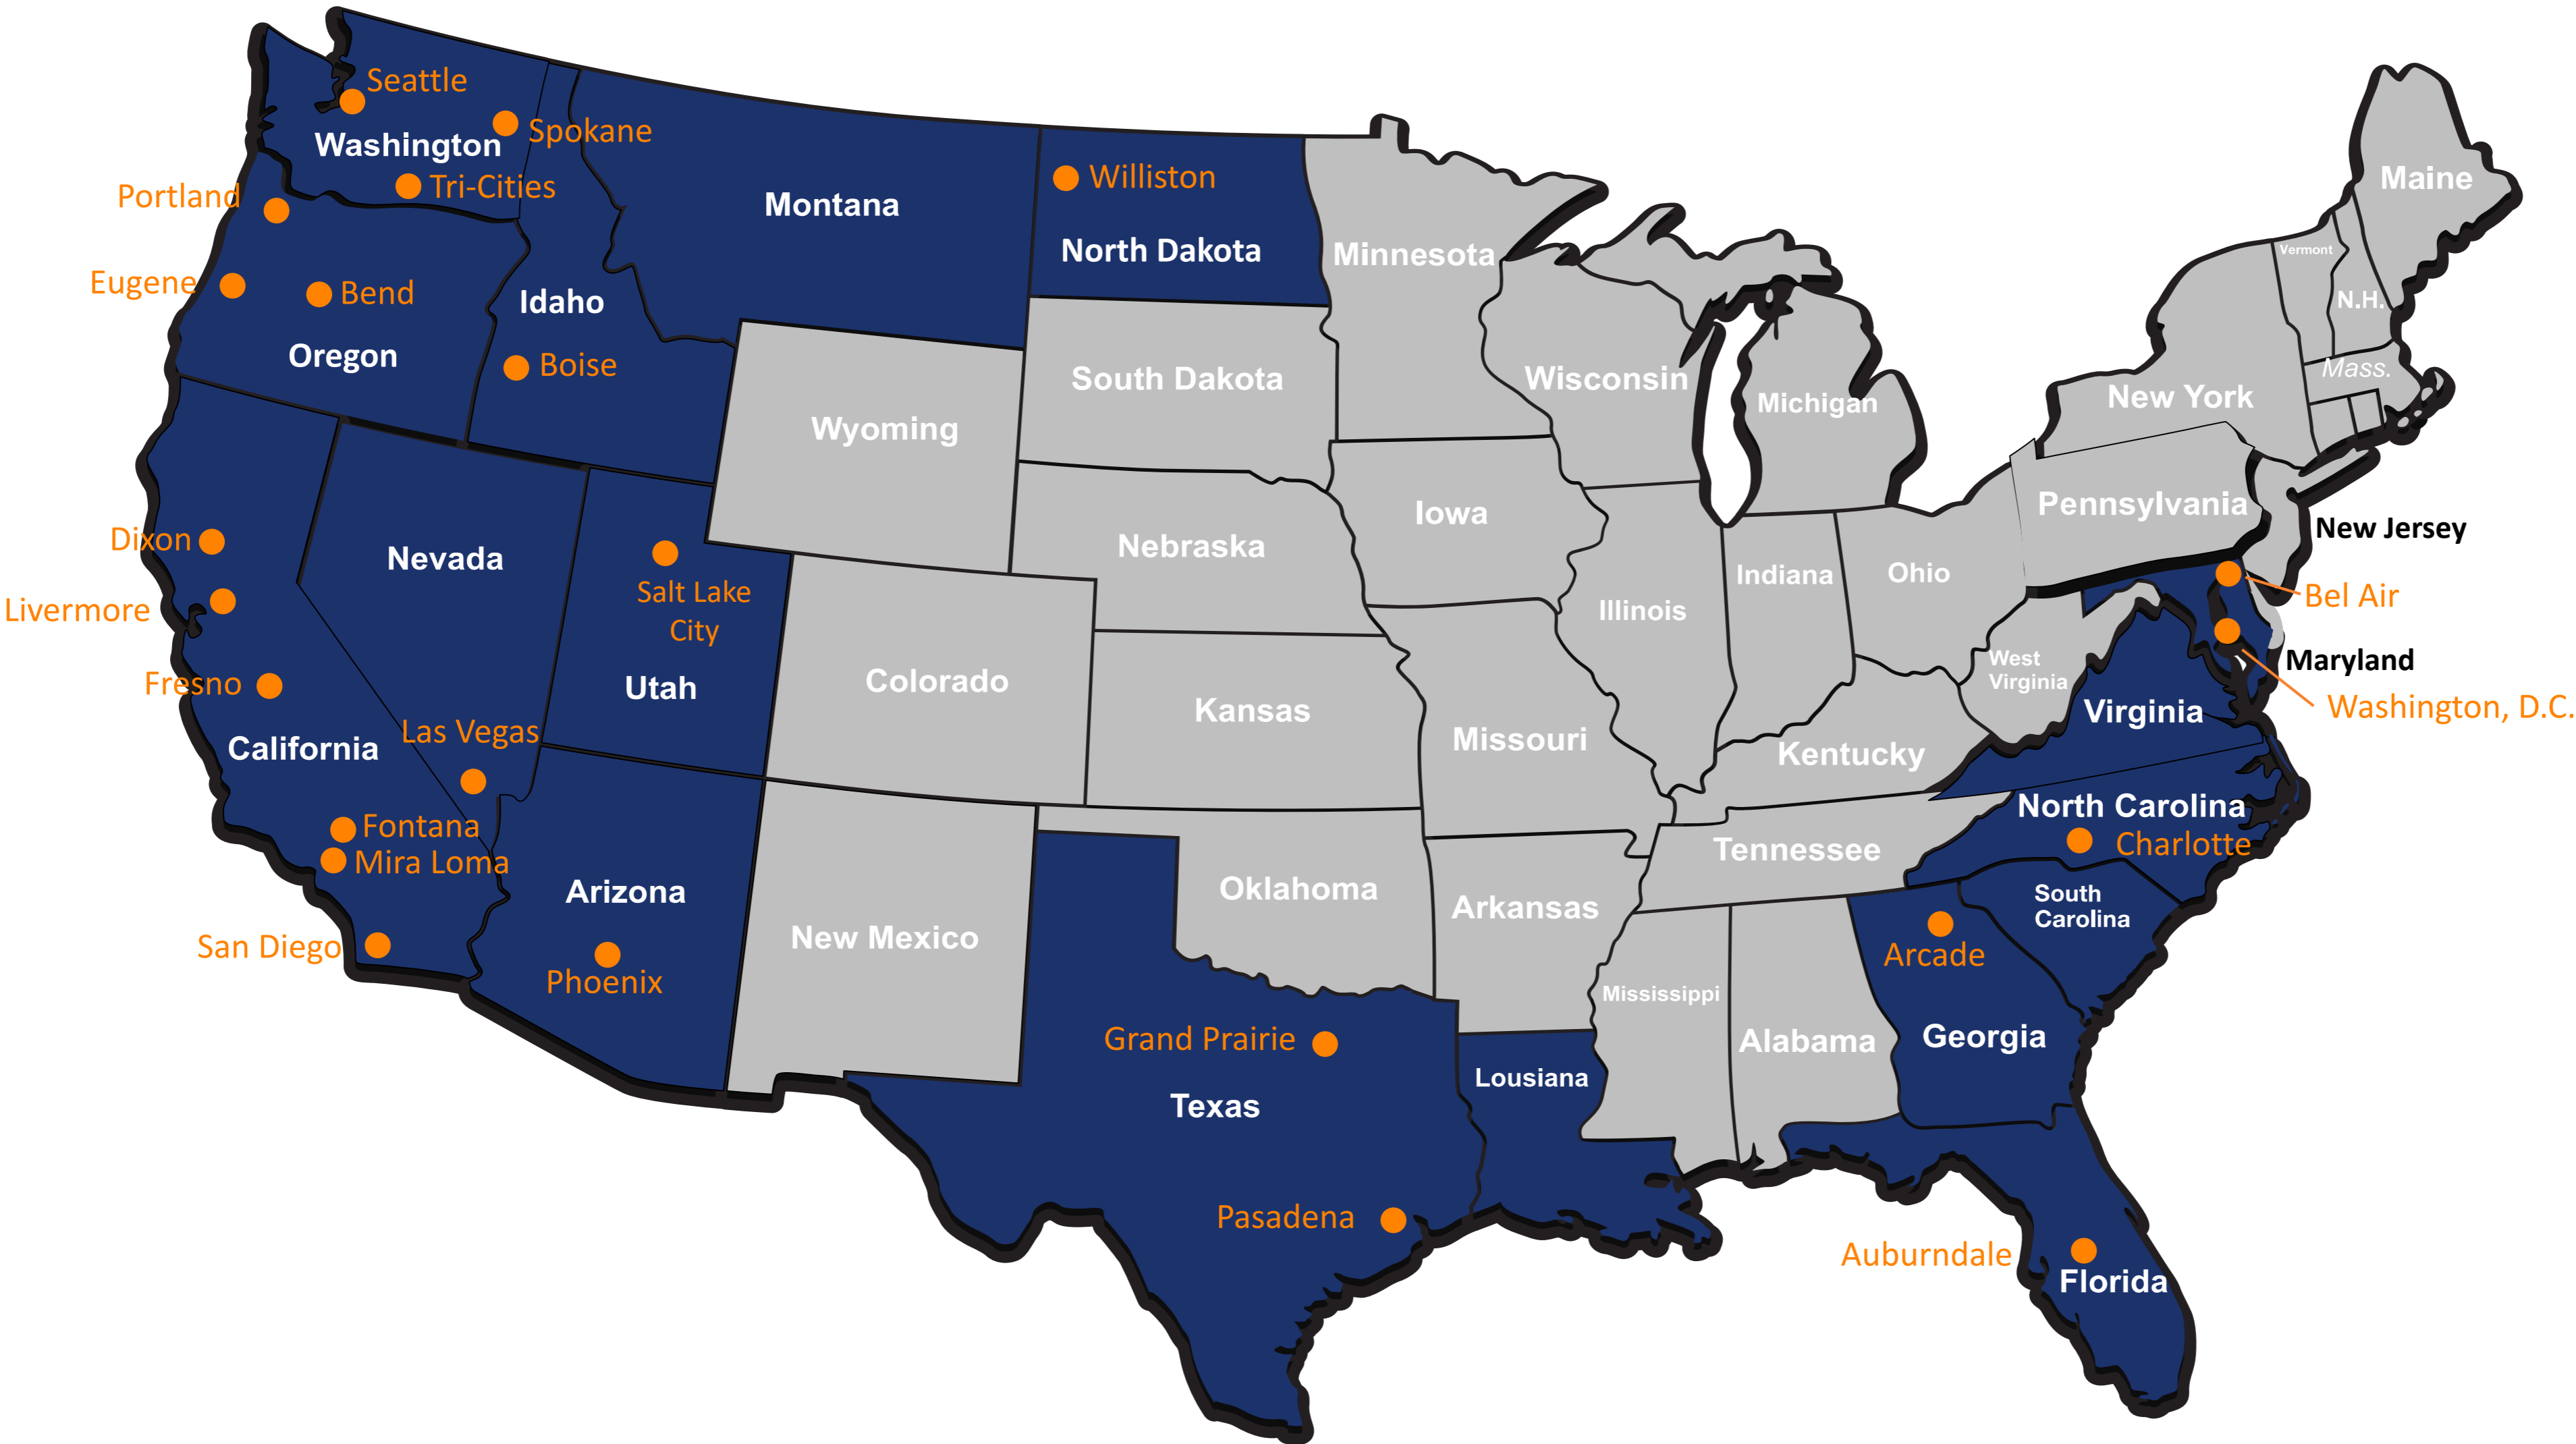 Seattle
Spokane
Washington
Tri-Cities
Portland
Eugene
Bend
Oregon
Idaho
Boise
Montana
Williston
North Dakota
Minnesota
South Dakota
Wyoming
Wisconsin
Michigan
Maine
Vermont
N.H.
Mass.
New York
Pennsylvania
New Jersey
Bel Air
Maryland
Washington, D.C.
Iowa
Nebraska
Illinois
Indiana
Ohio
West
Virginia
Virginia
Dixon
Livermore
Fresno
California
Nevada
Las Vegas
Salt Lake
City
Utah
Colorado
Kansas
Missouri
Kentucky
North Carolina
Charlotte
Tennessee
South
Carolina
Fontana
Mira Loma
San Diego
Arizona
Phoenix
New Mexico
Oklahoma
Arkansas
Mississippi
Alabama
Arcade
Georgia
Grand Prairie
Texas
Lousiana
Pasadena
Auburndale
Florida